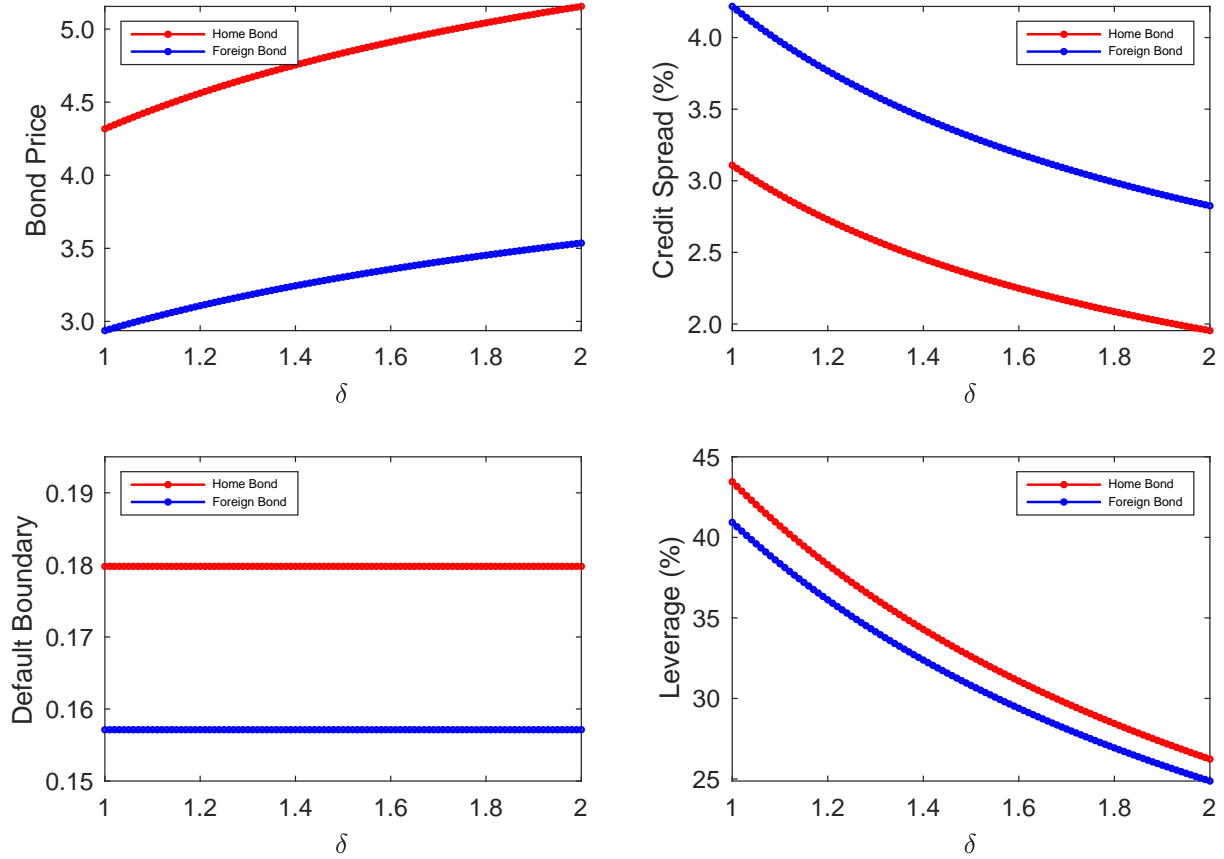 Bond Price
5.0
4.5
4.0
3.5
3.0
Home Bond
Foreign Bond
1 1.2 1.4 1.6 1.8 2
δ
Credit Spread (%)
4.0
3.5
3.0
2.5
2.0
Home Bond
Foreign Bond
1 1.2 1.4 1.6 1.8 2
δ
Default Boundary
0.19
0.18
0.17
0.16
0.15
Home Bond
Foreign Bond
1 1.2 1.4 1.6 1.8 2
δ
Leverage (%)
45
40
35
30
25
Home Bond
Foreign Bond
1 1.2 1.4 1.6 1.8 2
δ